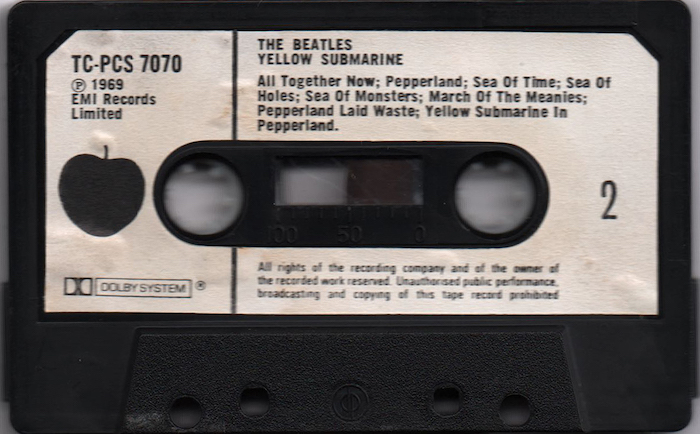 TC-PCS 7070
℗ 1969
EMI Records
Limited
THE BEATLES
YELLOW SUBMARINE
All Together Now; Pepperland; Sea Of Time; Sea Of
Holes; Sea Of Monsters; March Of The Meanies;
Pepperland Laid Waste; Yellow Submarine In
Pepperland.
2
100 50 0
All rights of the recording company and of the owner of
the recorded work reserved. Unauthorised public performance,
broadcasting and copying of this tape record prohibited
DOLBY SYSTEM ®